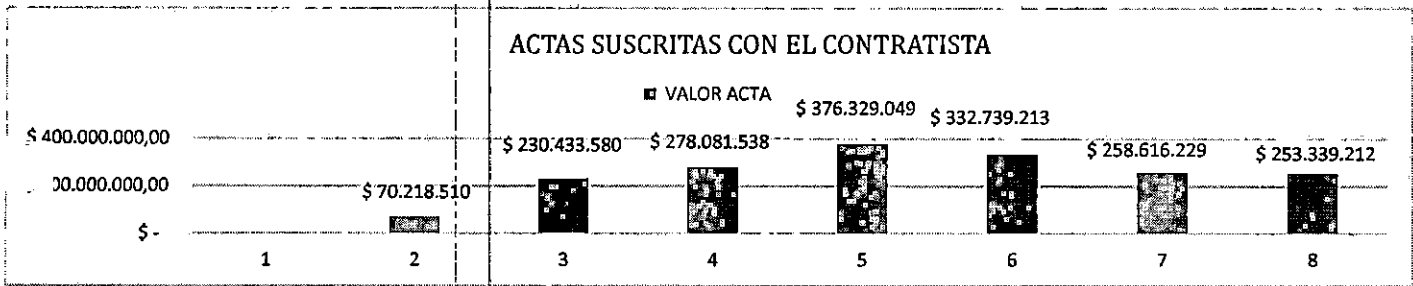 ACTAS SUSCRITAS CON EL CONTRATISTA
VALOR ACTA
$ 376.329.049 $ 332.739.213
$ 400.000.000,00 $ 230.433.580 $ 278.081.538 $ 258.616.229 $ 253.339.212
00.000.000,00 $ 70.218.510
$ -
1 2 3 4 5 6 7 8